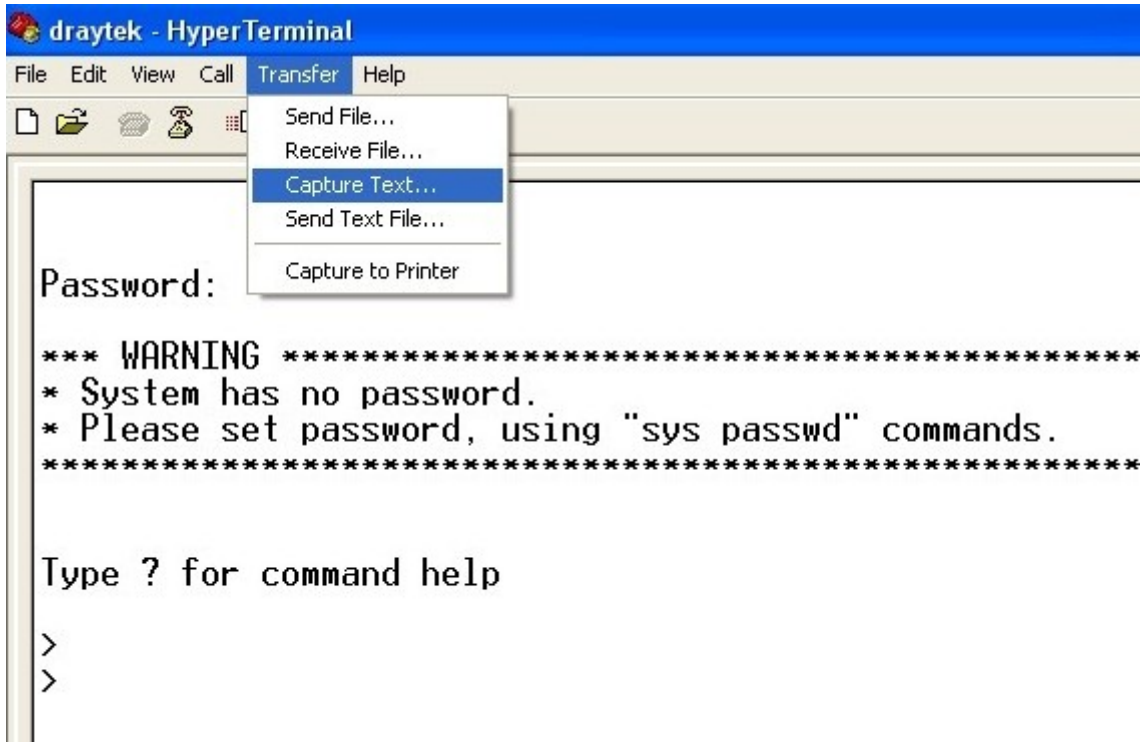 draytek - HyperTerminal
File Edit View Call Transfer Help
Send File...
Receive File...
Capture Text...
Send Text File...
Capture to Printer
Password:
*** WARNING *******************************************
* System has no password.
* Please set password, using "sys passwd" commands.
*******************************************************
Type ? for command help
>
>